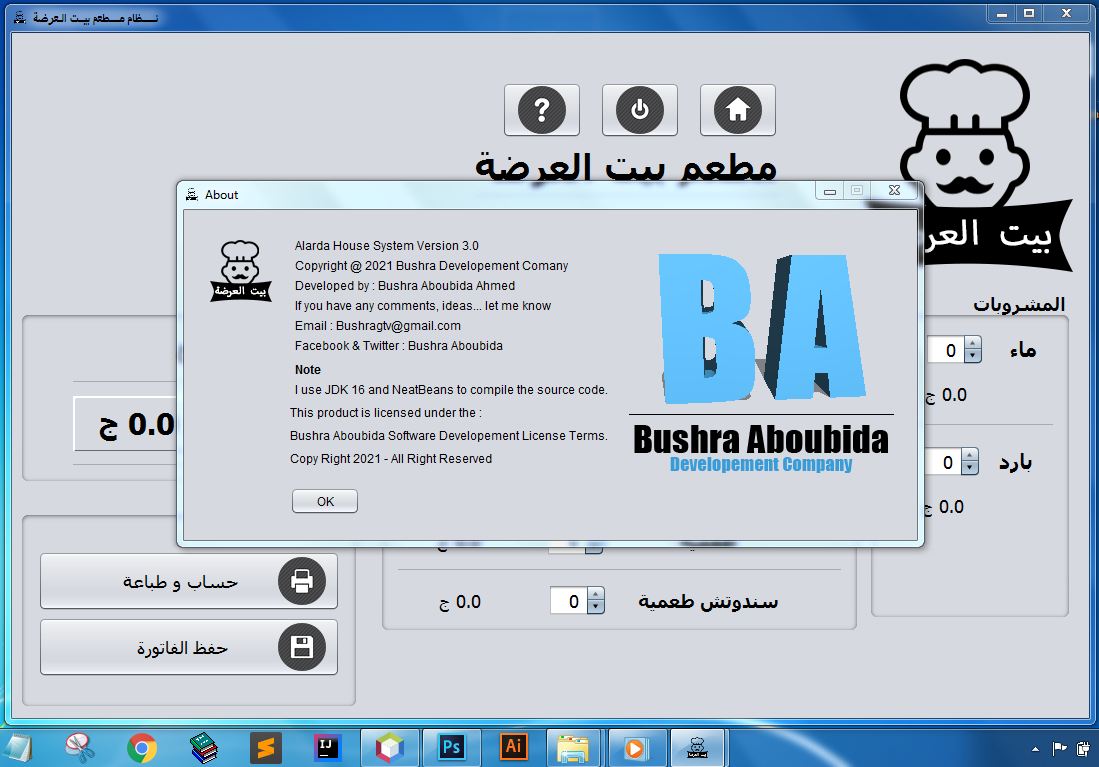 نـــظام مــطعم بيــت العرضة
مطعم بيت العرضة
بيت العر
About
Alarda House System Version 3.0
Copyright @ 2021 Bushra Developement Comany
Developed by : Bushra Aboubida Ahmed
If you have any comments, ideas... let me know
Email : Bushragtv@gmail.com
Facebook & Twitter : Bushra Aboubida
Note
I use JDK 16 and NeatBeans to compile the source code.
This product is licensed under the :
Bushra Aboubida Software Developement License Terms.
Copy Right 2021 - All Right Reserved
OK
بيت العرضة
BA
Bushra Aboubida
Developement Company
المشروبات
ماء
0
0.0 ج
بارد
0
0.0 ج
0.0 ج
سندوتش طعمية
0
0.0 ج
حساب و طباعة
حفظ الفاتورة
IJ
Ps
Ai